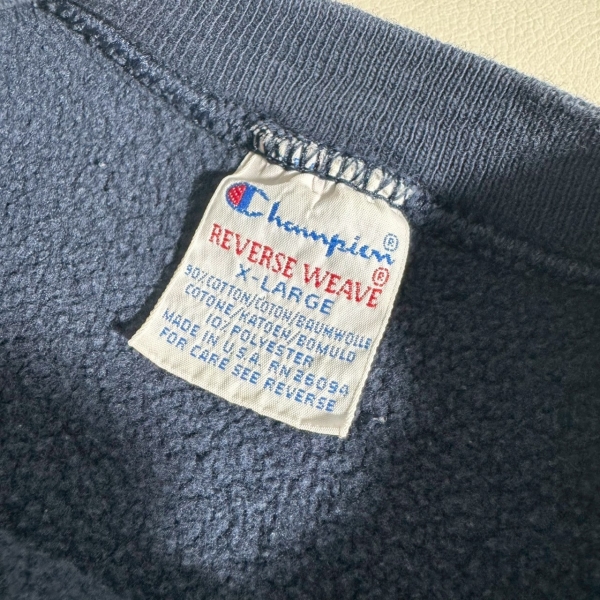 Champion®
REVERSE WEAVE®
X-LARGE
90% COTTON/COTON/BAUMWOLLE
COTONE/KATOEN/BOMULD
10% POLYESTER
MADE IN U.S.A. RN 26094
FOR CARE SEE REVERSE